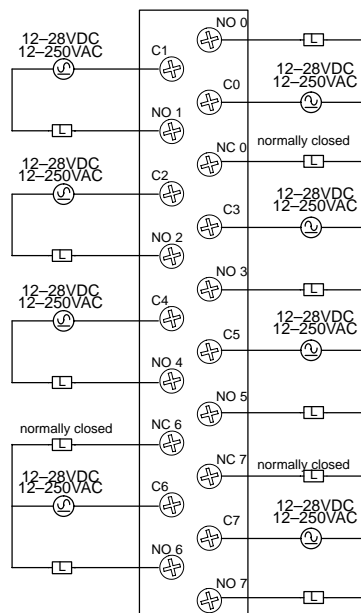 NO 0
L
12–28VDC
12–250VAC
C1
12–28VDC
12–250VAC
C0
L
NO 1
NC 0
normally closed
L
12–28VDC
12–250VAC
C2
12–28VDC
12–250VAC
C3
L
NO 2
NO 3
L
12–28VDC
12–250VAC
C4
12–28VDC
12–250VAC
C5
L
NO 4
NO 5
L
normally closed
L
NC 6
NC 7
normally closed
L
12–28VDC
12–250VAC
C6
12–28VDC
12–250VAC
C7
L
NO 6
NO 7
L